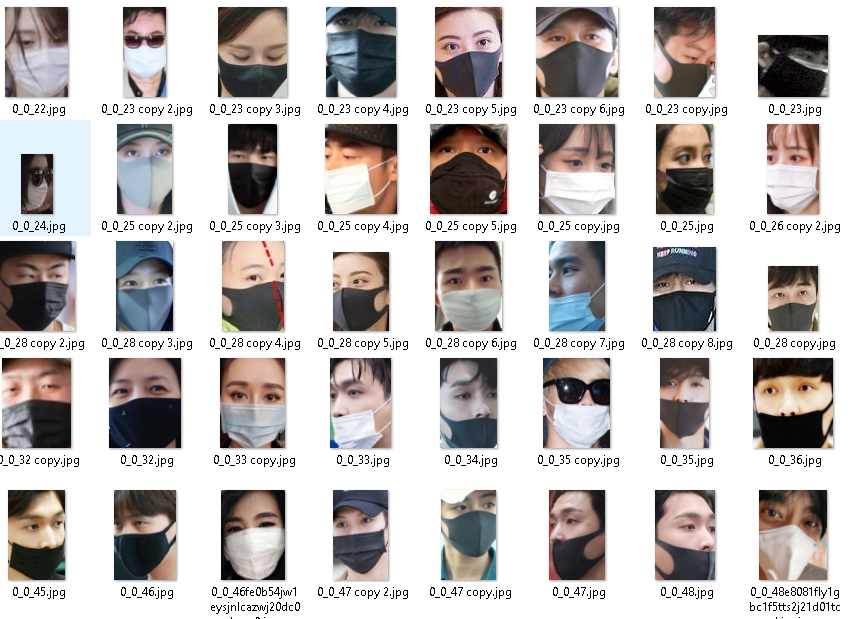 0_0_22.jpg
0_0_23 copy 2.jpg
0_0_23 copy 3.jpg
0_0_23 copy 4.jpg
0_0_23 copy 5.jpg
0_0_23 copy 6.jpg
0_0_23 copy.jpg
0_0_23.jpg
0_0_24.jpg
0_0_25 copy 2.jpg
0_0_25 copy 3.jpg
0_0_25 copy 4.jpg
0_0_25 copy 5.jpg
0_0_25 copy.jpg
0_0_25.jpg
0_0_26 copy 2.jpg
KEEP RUNNING
0_0_28 copy 2.jpg
0_0_28 copy 3.jpg
0_0_28 copy 4.jpg
0_0_28 copy 5.jpg
0_0_28 copy 6.jpg
0_0_28 copy 7.jpg
0_0_28 copy 8.jpg
0_0_28 copy.jpg
0_0_32 copy.jpg
0_0_32.jpg
0_0_33 copy.jpg
0_0_33.jpg
0_0_34.jpg
0_0_35 copy.jpg
0_0_35.jpg
0_0_36.jpg
0_0_45.jpg
0_0_46.jpg
0_0_46fe0b54jw1
eysjnlcazwj20dc0
0_0_47 copy 2.jpg
0_0_47 copy.jpg
0_0_47.jpg
0_0_48.jpg
0_0_48e8081fly1g
bc1f5tts2j21d01tc